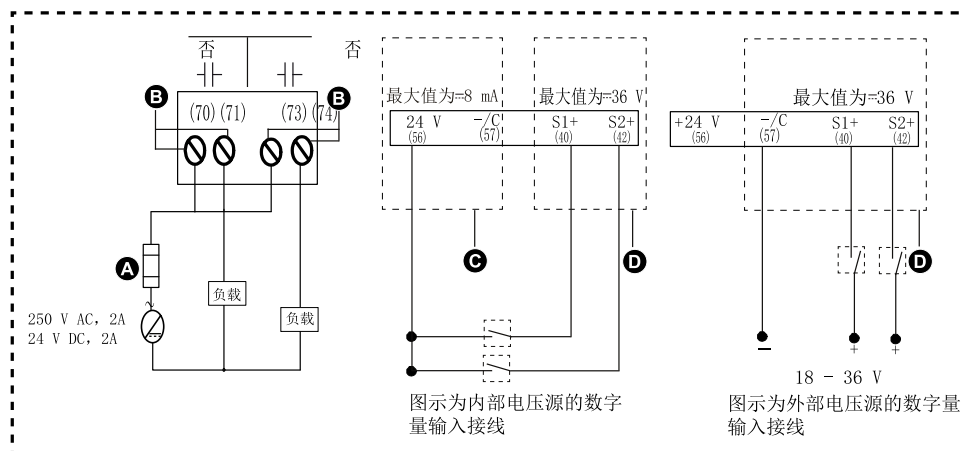 否 否
B B
(70) (71) (73) (74)
A
~
负载
负载
250 V AC, 2A
24 V DC, 2A
最大值为⎓8 mA 最大值为⎓36 V
24 V -/C S1+ S2+
(56) (57) (40) (42)
C D
图示为内部电压源的数字
量输入接线
最大值为⎓36 V
+24 V -/C S1+ S2+
(56) (57) (40) (42)
D
− + +
18 − 36 V
图示为外部电压源的数字量
输入接线